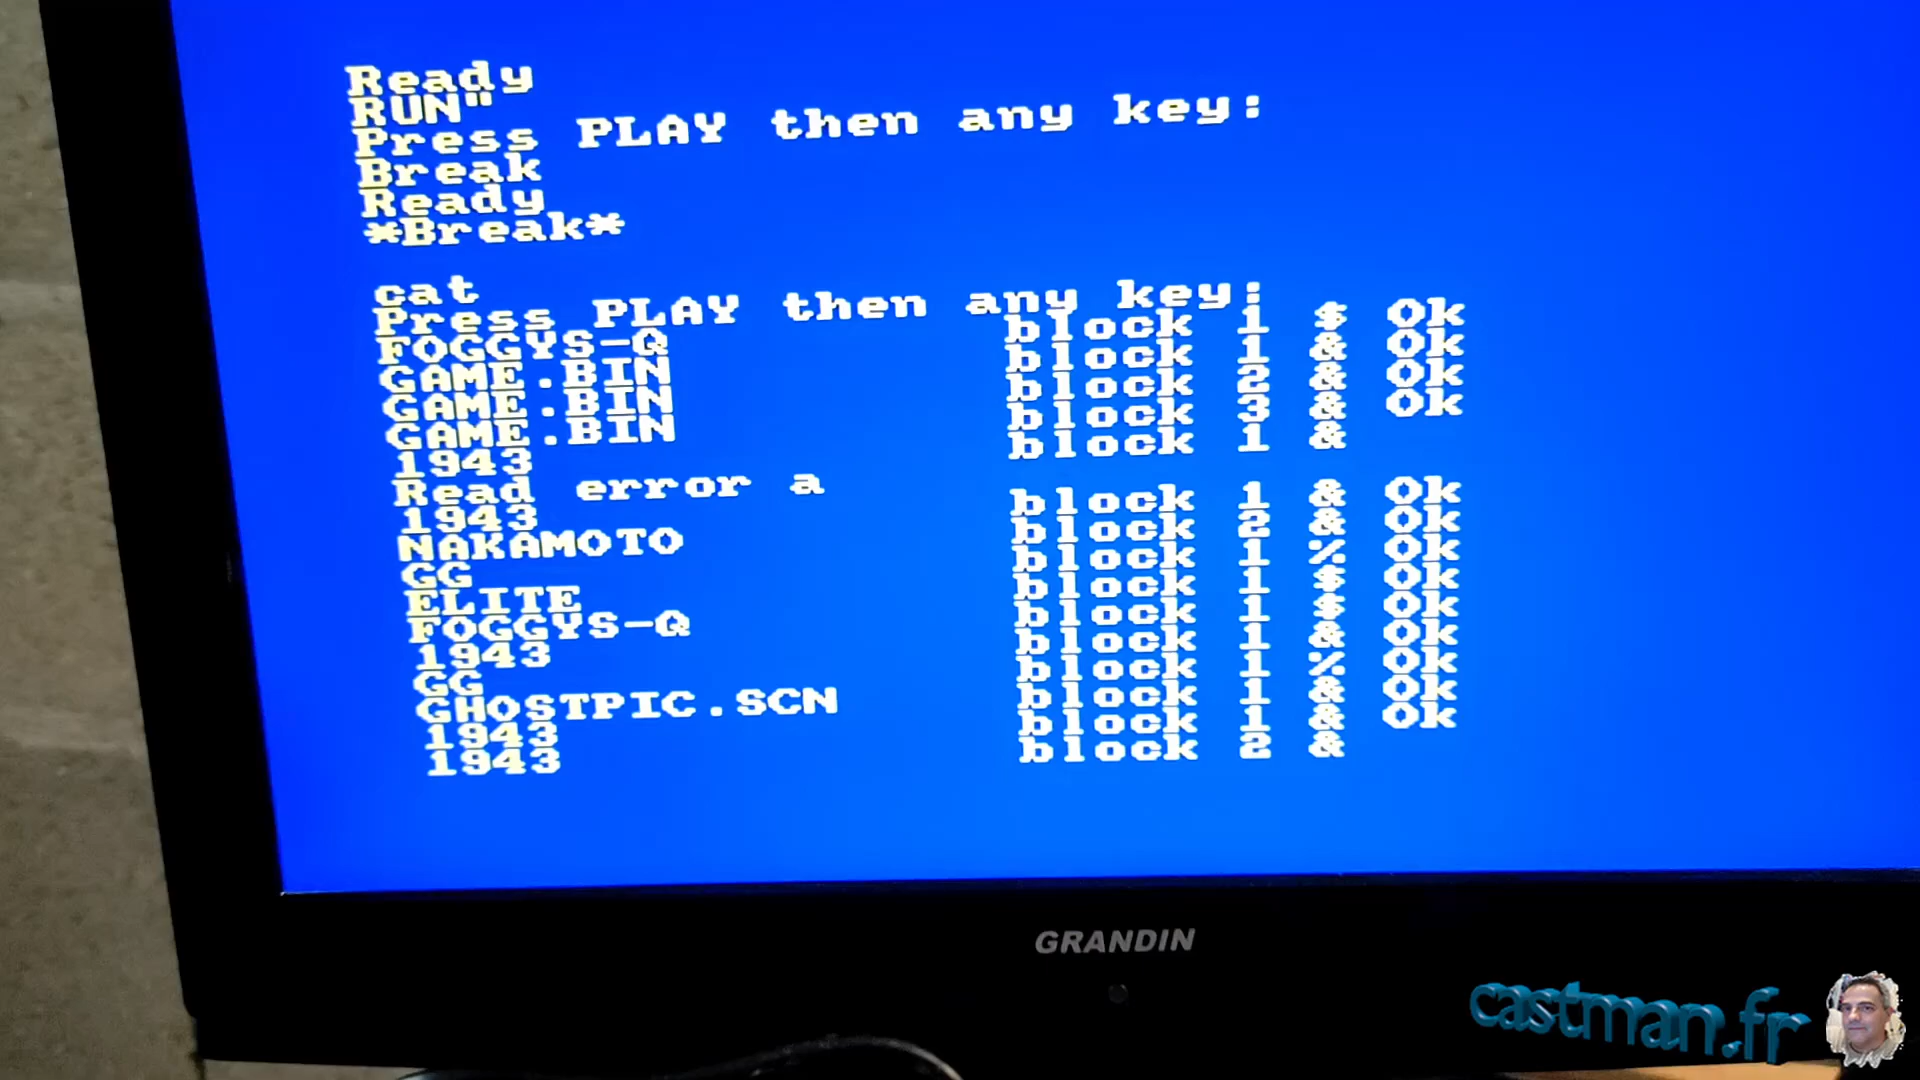 Ready
RUN"
Press PLAY then any key:
Break
Ready
*Break*
cat
Press PLAY then any key:
FOGGYS-Q block 1 $ Ok
GAME.BIN block 1 & Ok
GAME.BIN block 2 & Ok
GAME.BIN block 3 & Ok
1943 block 1 &
Read error a
1943 block 1 & Ok
NAKAMOTO block 2 & Ok
GG block 1 % Ok
ELITE block 1 $ Ok
FOGGYS-Q block 1 $ Ok
1943 block 1 & Ok
GG block 1 % Ok
GHOSTPIC.SCN block 1 & Ok
1943 block 1 & Ok
1943 block 2 &
GRANDIN
castman.fr